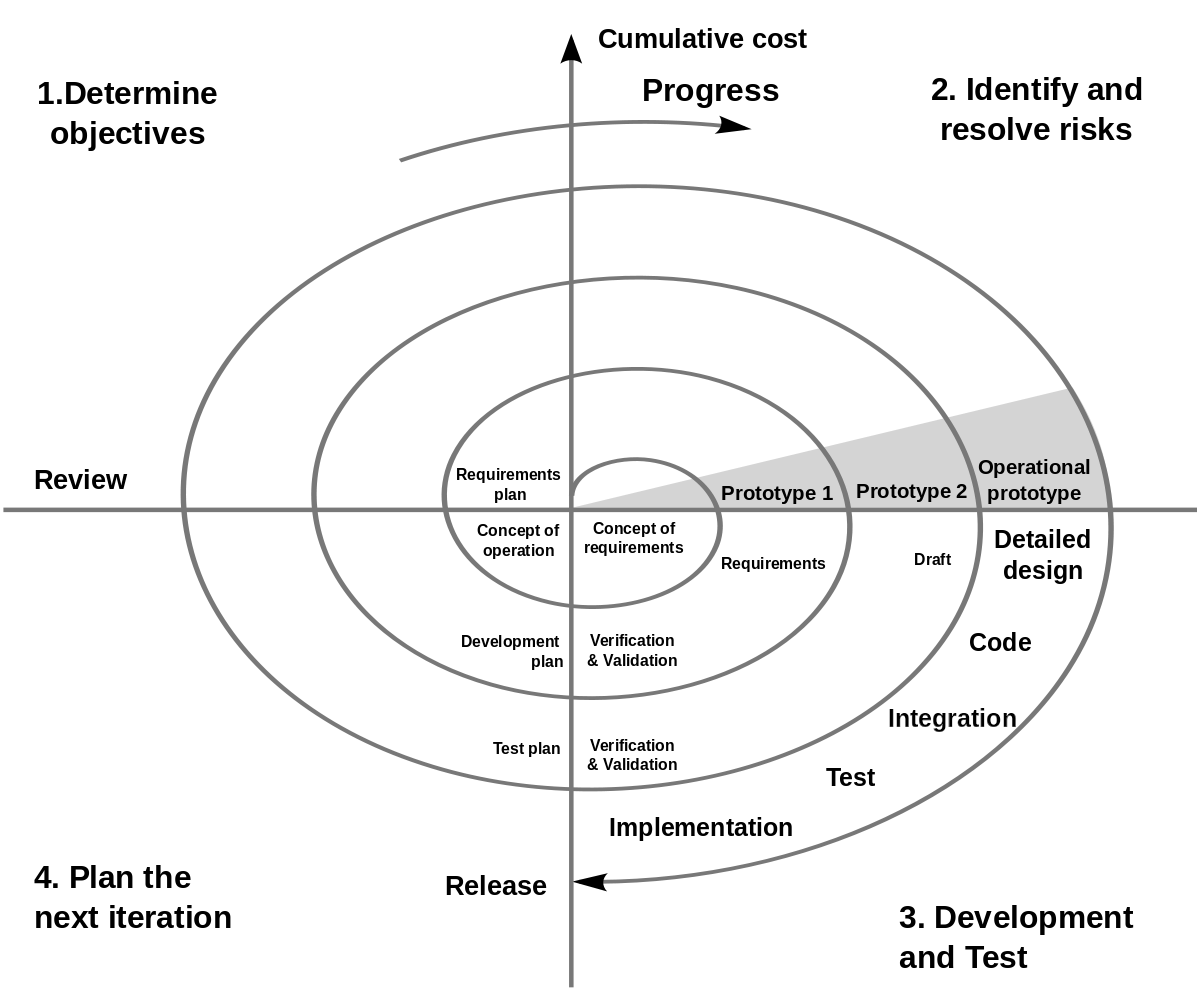 Cumulative cost
Progress
1.Determine
objectives
2. Identify and
resolve risks
Review
Requirements
plan
Concept of
operation
Concept of
requirements
Prototype 1
Prototype 2
Operational
prototype
Requirements
Draft
Detailed
design
Development
plan
Verification
& Validation
Code
Integration
Test plan
Verification
& Validation
Test
Implementation
Release
4. Plan the
next iteration
3. Development
and Test